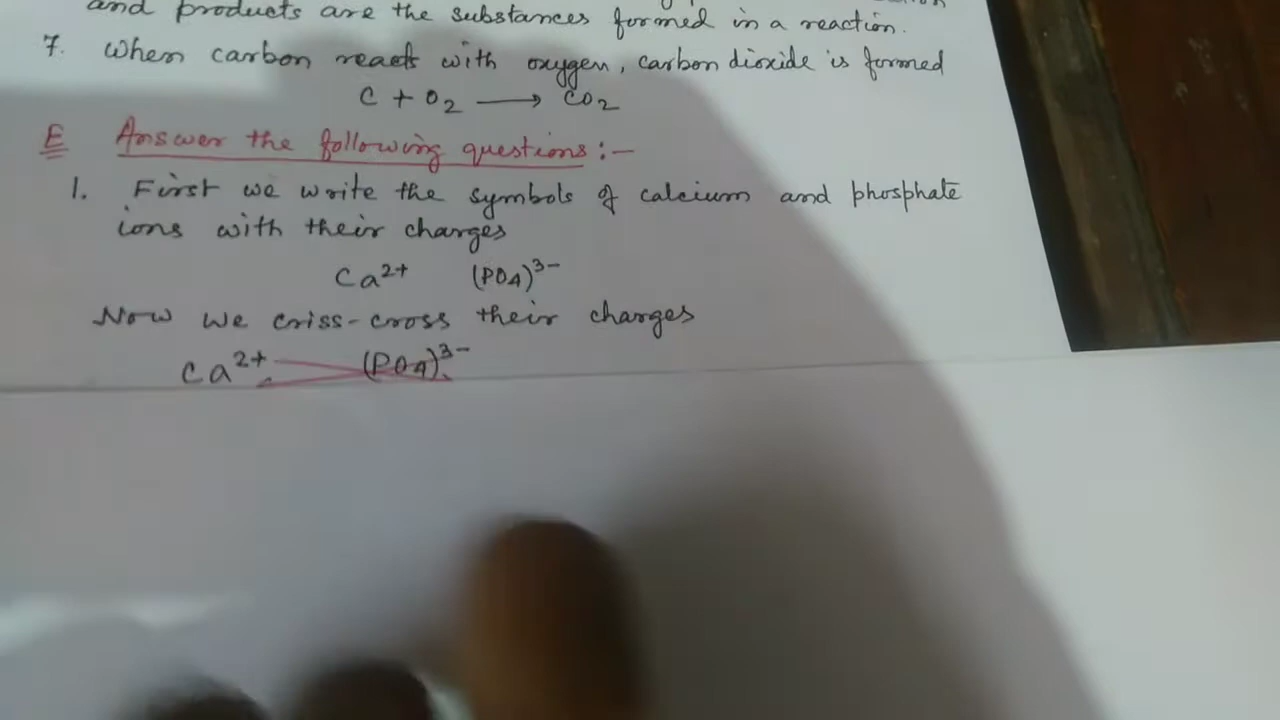 and products are the substances formed in a reaction.
7. When carbon reacts with oxygen, carbon dioxide is formed
C + O2 ⟶ CO2
E Answer the following questions :-
1. First we write the symbols of calcium and phosphate
ions with their charges
Ca2+ (PO4)3-
Now we criss-cross their charges
Ca2+ (PO4)3-